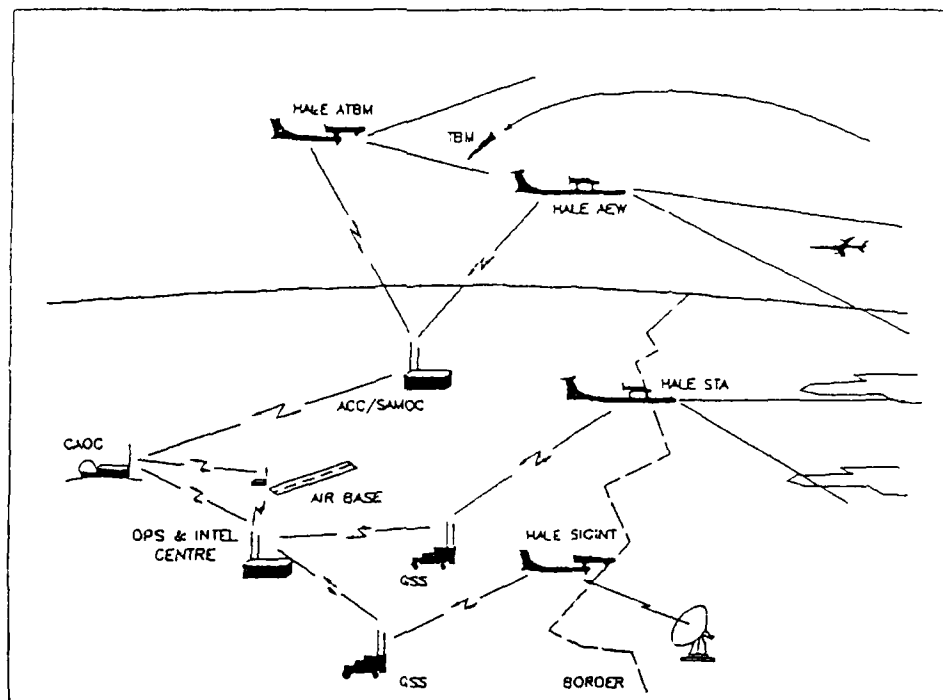 HALE ATBM
TBM
HALE AEW
HALE STA
ACC/SAMOC
CAOC
AIR BASE
OPS & INTEL
CENTRE
HALE SIGINT
GSS
GSS
BORDER